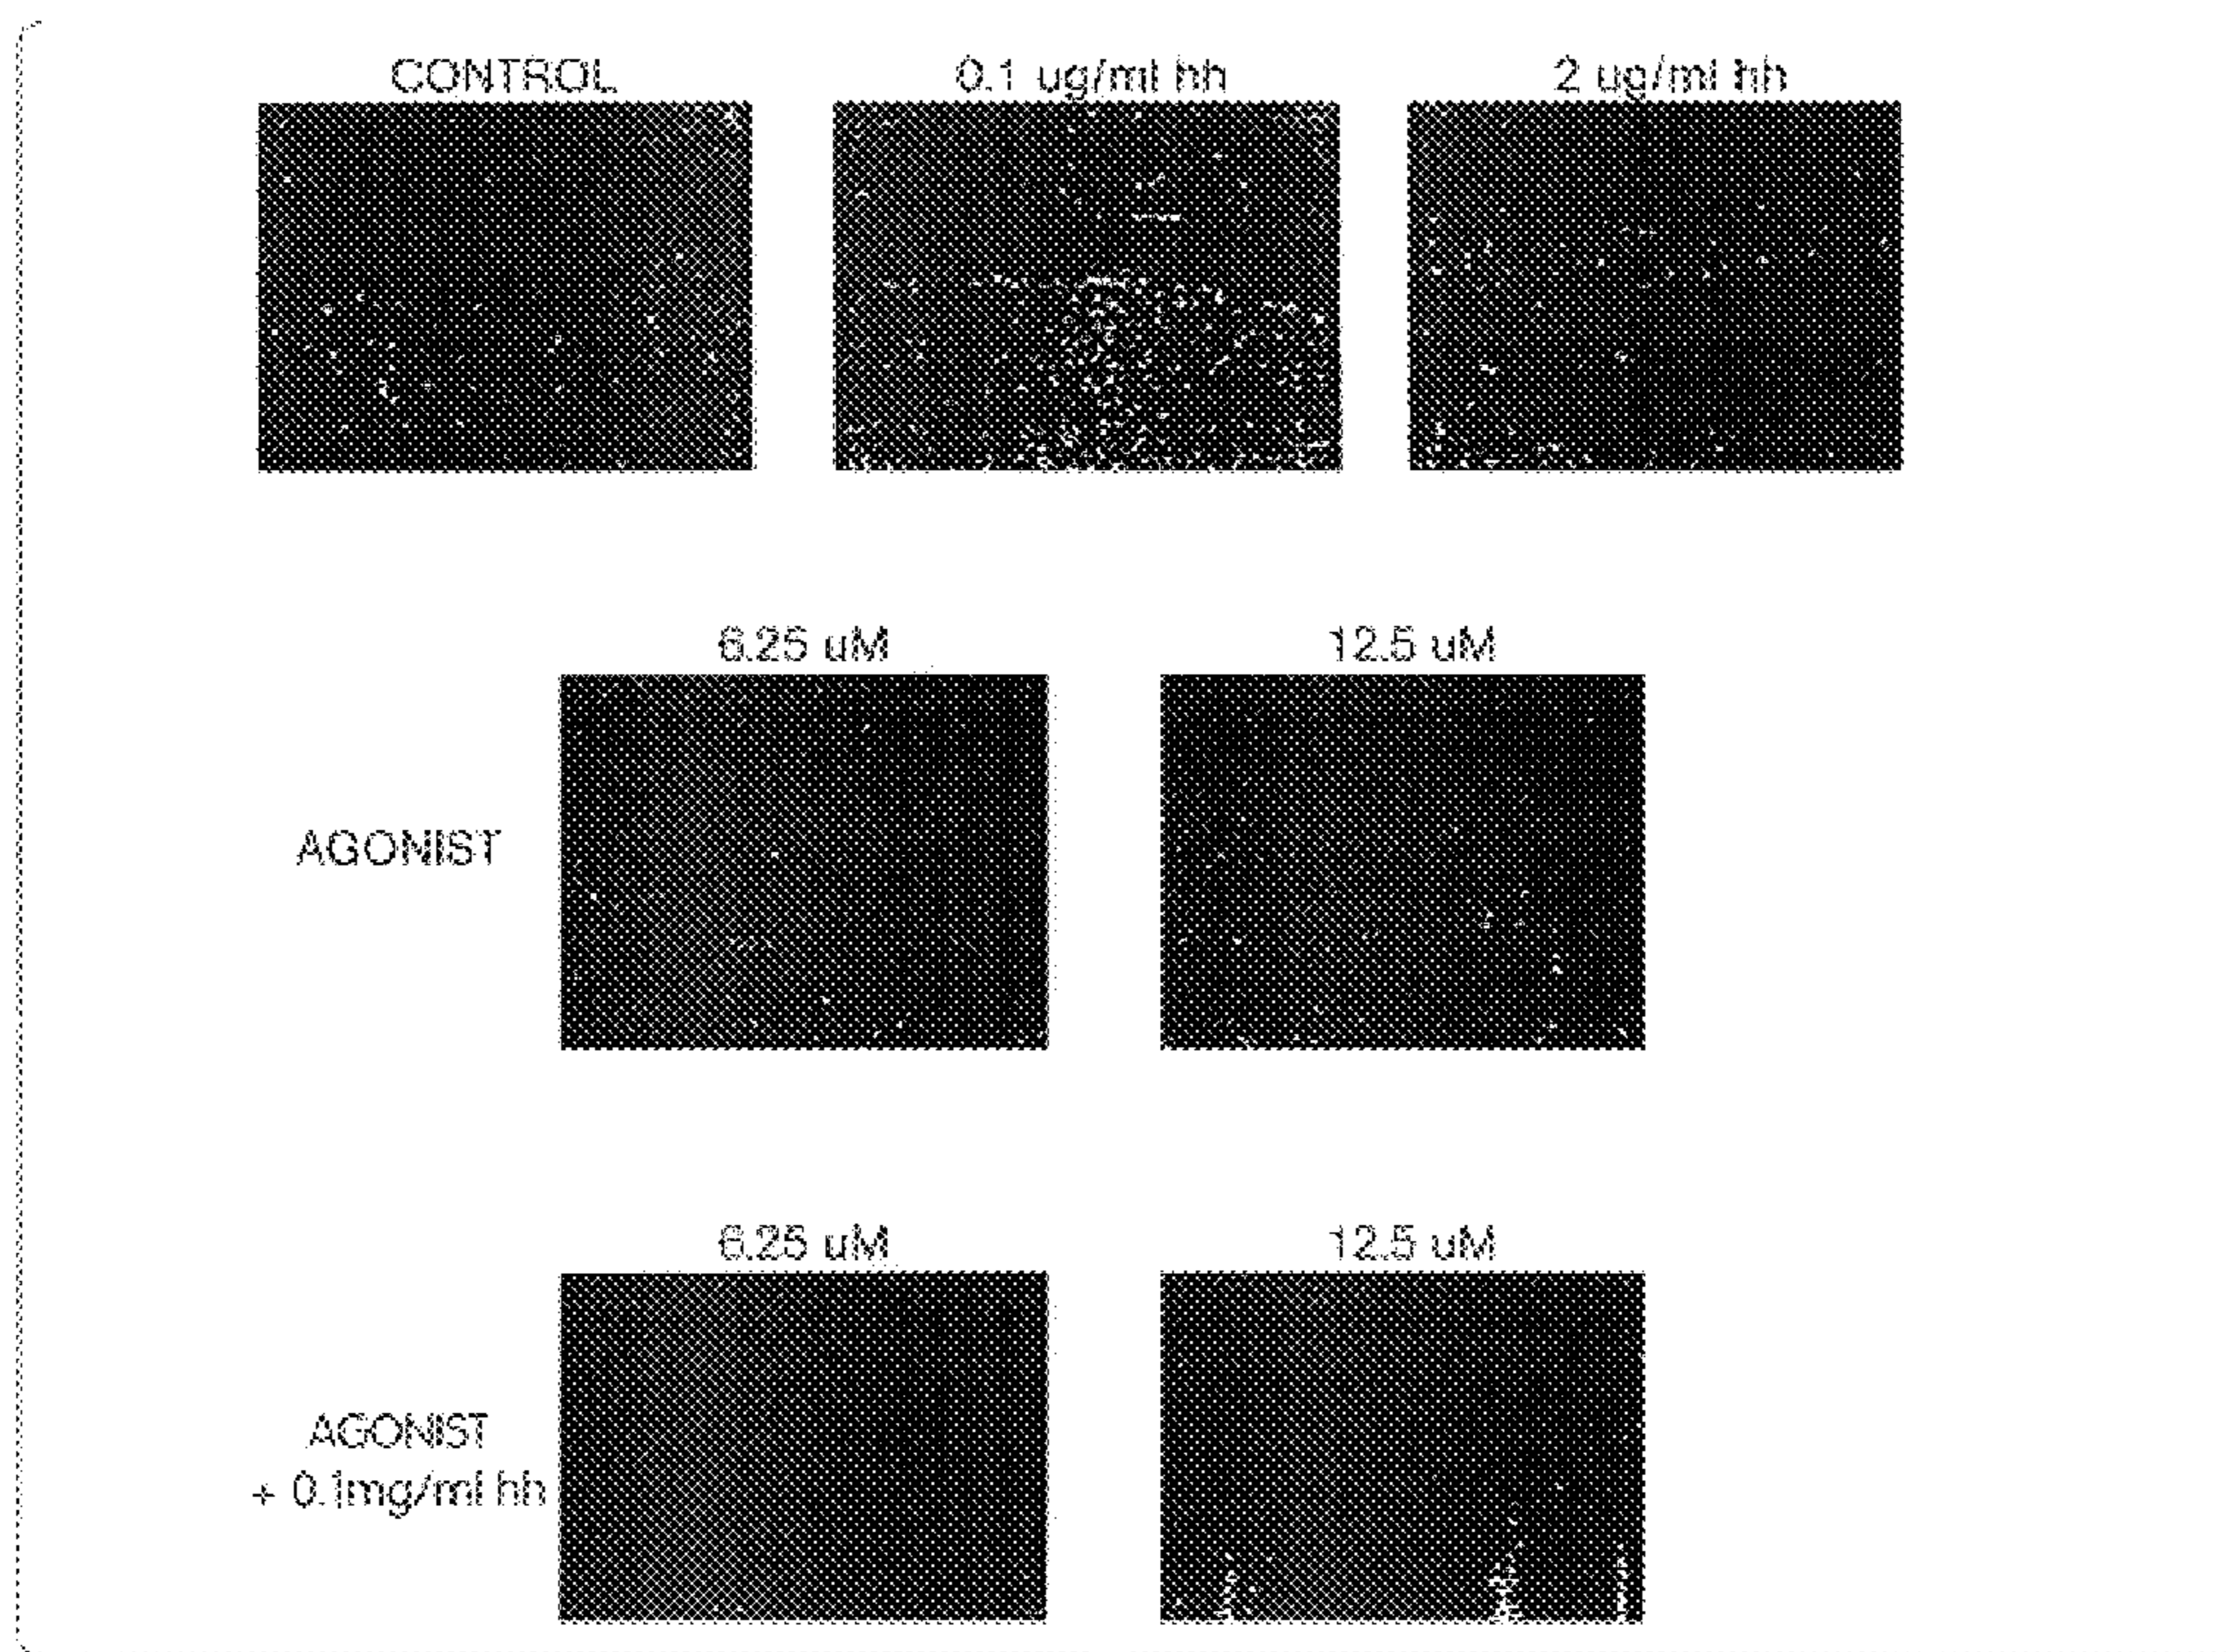 CONTROL
0.1 ug/ml hh
2 ug/ml hh
6.25 uM
12.5 uM
AGONIST
6.25 uM
12.5 uM
AGONIST
+ 0.1mg/ml hh